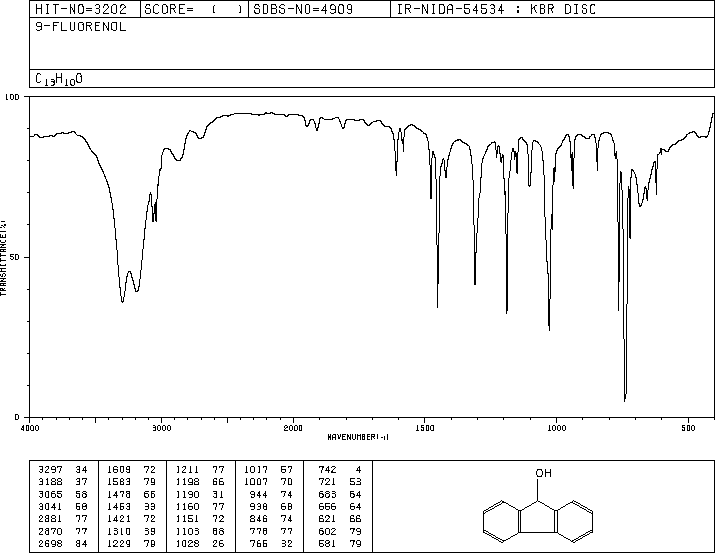 HIT-NO=3202 SCORE= ( ) SDBS-NO=4909 IR-NIDA-54534 : KBR DISC
9-FLUORENOL
C13H10O
100
50
0
TRANSMITTANCE(%)
4000 3000 2000 1500 1000 500
WAVENUMBER(-1)
3297 34 1609 72 1211 77 1017 57 742 4
3188 37 1583 79 1198 66 1007 70 721 53
3065 58 1478 66 1190 31 944 74 683 64
3041 58 1453 33 1160 77 938 68 656 64
2881 77 1421 72 1151 72 846 74 621 66
2870 77 1310 39 1103 68 778 77 602 79
2698 84 1229 79 1028 26 765 32 581 79
OH